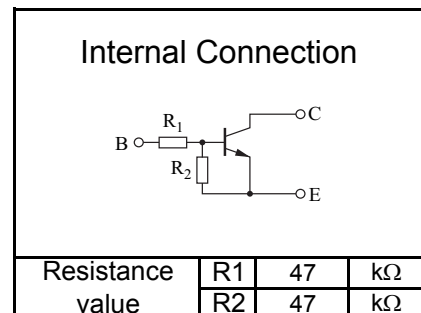 Internal Connection
C
R₁
B
R₂
E
Resistance value R1 47 kΩ
R2 47 kΩ